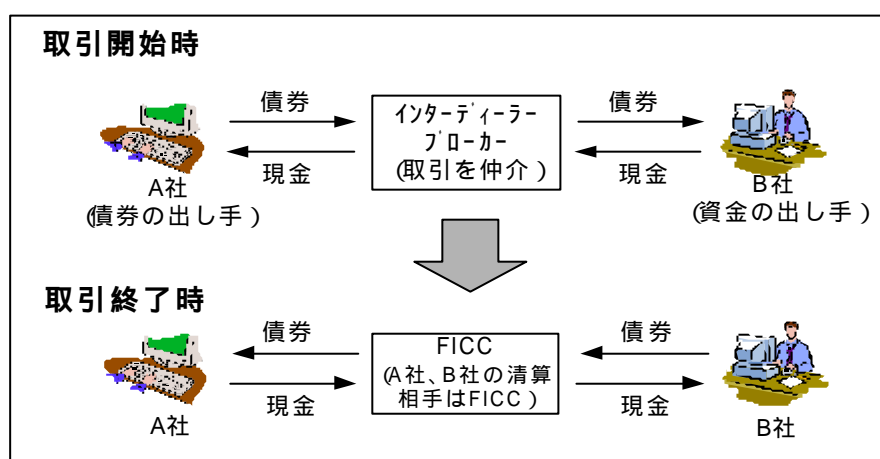 取引開始時
債券
現金
A社
(債券の出し手)
インターディーラー
ブローカー
(取引を仲介)
債券
現金
B社
(資金の出し手)
取引終了時
債券
現金
A社
FICC
(A社、B社の清算
相手はFICC)
債券
現金
B社